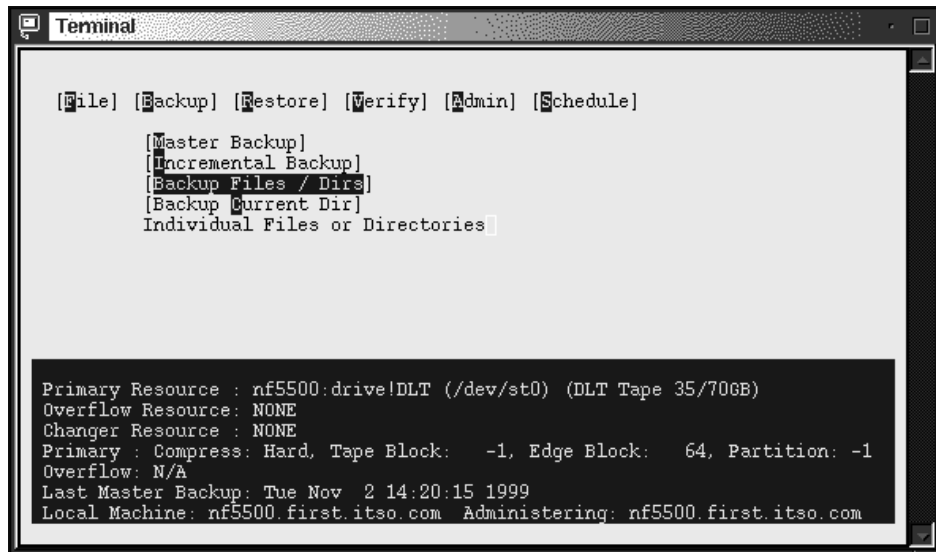 Terminal
[File] [Backup] [Restore] [Verify] [Admin] [Schedule]
[Master Backup]
[Incremental Backup]
[Backup Files / Dirs]
[Backup Current Dir]
Individual Files or Directories
Primary Resource : nf5500:drive!DLT (/dev/st0) (DLT Tape 35/70GB)
Overflow Resource: NONE
Changer Resource : NONE
Primary : Compress: Hard, Tape Block:   -1, Edge Block:   64, Partition: -1
Overflow: N/A
Last Master Backup: Tue Nov  2 14:20:15 1999
Local Machine: nf5500.first.itso.com  Administering: nf5500.first.itso.com